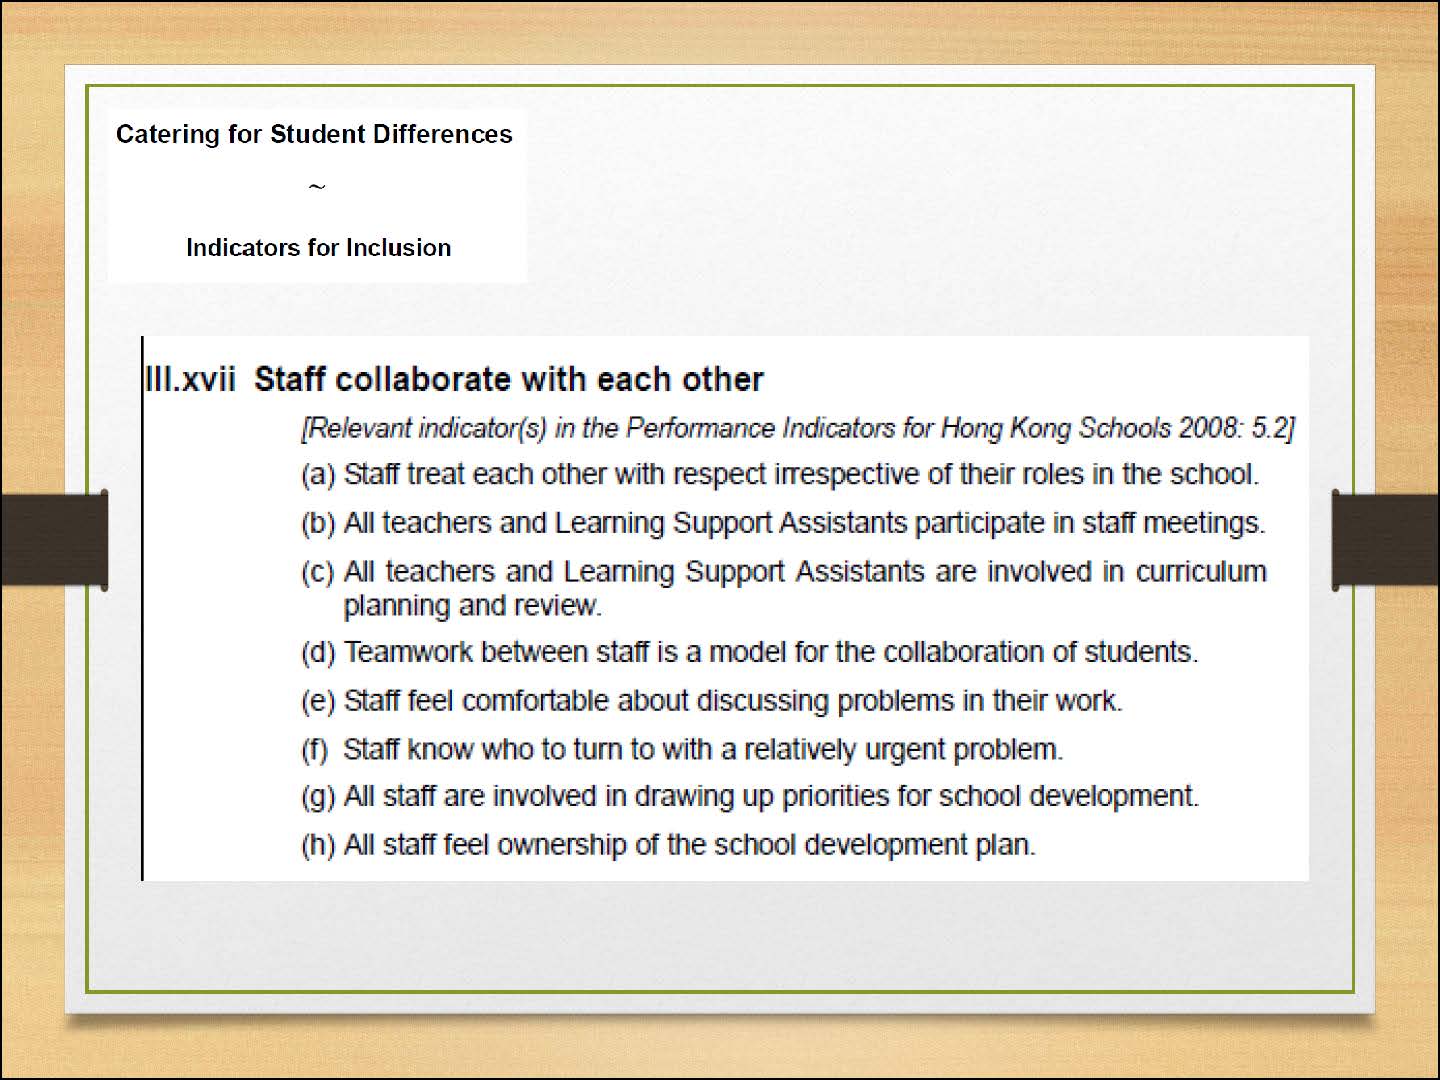 Catering for Student Differences
~
Indicators for Inclusion
III.xvii Staff collaborate with each other
[Relevant indicator(s) in the Performance Indicators for Hong Kong Schools 2008: 5.2]
(a) Staff treat each other with respect irrespective of their roles in the school.
(b) All teachers and Learning Support Assistants participate in staff meetings.
(c) All teachers and Learning Support Assistants are involved in curriculum
planning and review.
(d) Teamwork between staff is a model for the collaboration of students.
(e) Staff feel comfortable about discussing problems in their work.
(f) Staff know who to turn to with a relatively urgent problem.
(g) All staff are involved in drawing up priorities for school development.
(h) All staff feel ownership of the school development plan.